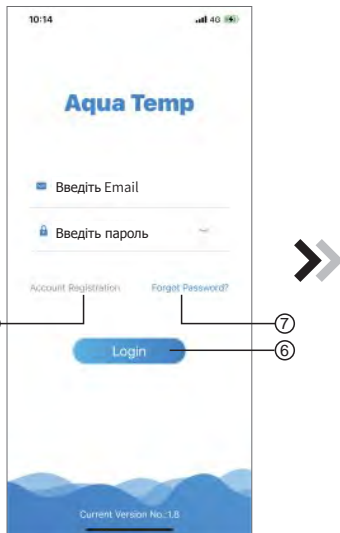 10:14 4G
Aqua Temp
Введіть Email
Введіть пароль
Account Registration Forgot Password?
⑦
Login ⑥
Current Version No.:1.8